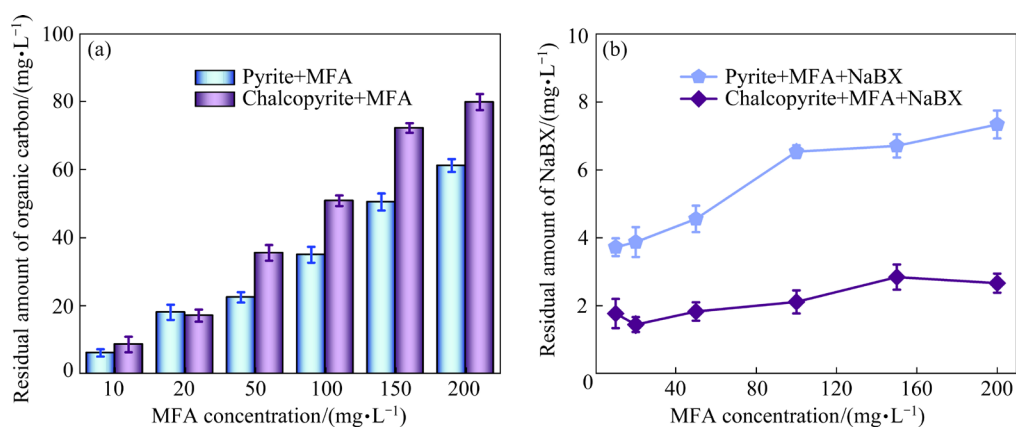 (a)
Pyrite+MFA
Chalcopyrite+MFA
Residual amount of organic carbon/(mg•L⁻¹)
100
80
60
40
20
0
10 20 50 100 150 200
MFA concentration/(mg•L⁻¹)
(b)
Pyrite+MFA+NaBX
Chalcopyrite+MFA+NaBX
Residual amount of NaBX/(mg•L⁻¹)
10
8
6
4
2
0
0 40 80 120 160 200
MFA concentration/(mg•L⁻¹)